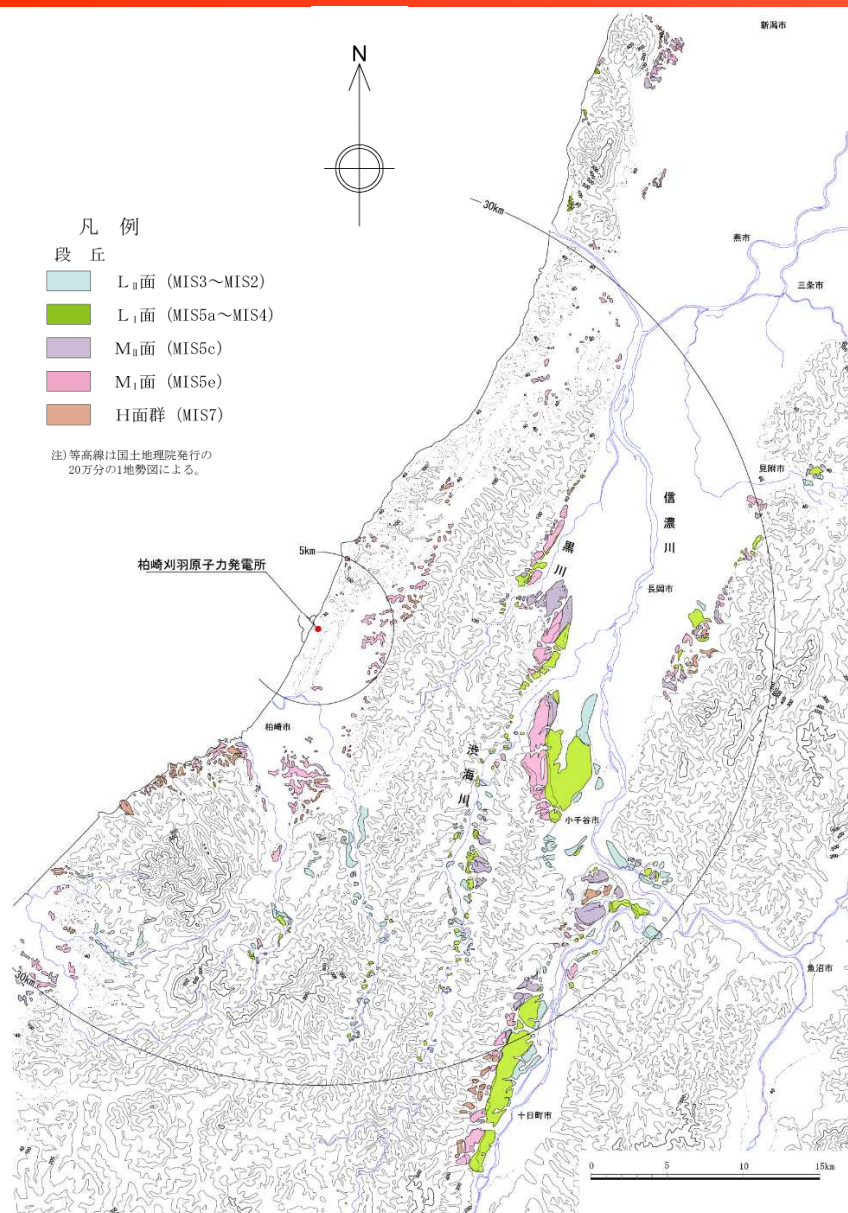 新潟市
N
30km
燕市
三条市
凡 例
段 丘
LⅡ面 (MIS3～MIS2)
LⅠ面 (MIS5a～MIS4)
MⅡ面 (MIS5c)
MⅠ面 (MIS5e)
H面群 (MIS7)
注)等高線は国土地理院発行の
20万分の1地勢図による。
見附市
信濃川
黒川
5km
柏崎刈羽原子力発電所
長岡市
柏崎市
渋海川
小千谷市
魚沼市
30km
十日町市
0 5 10 15km